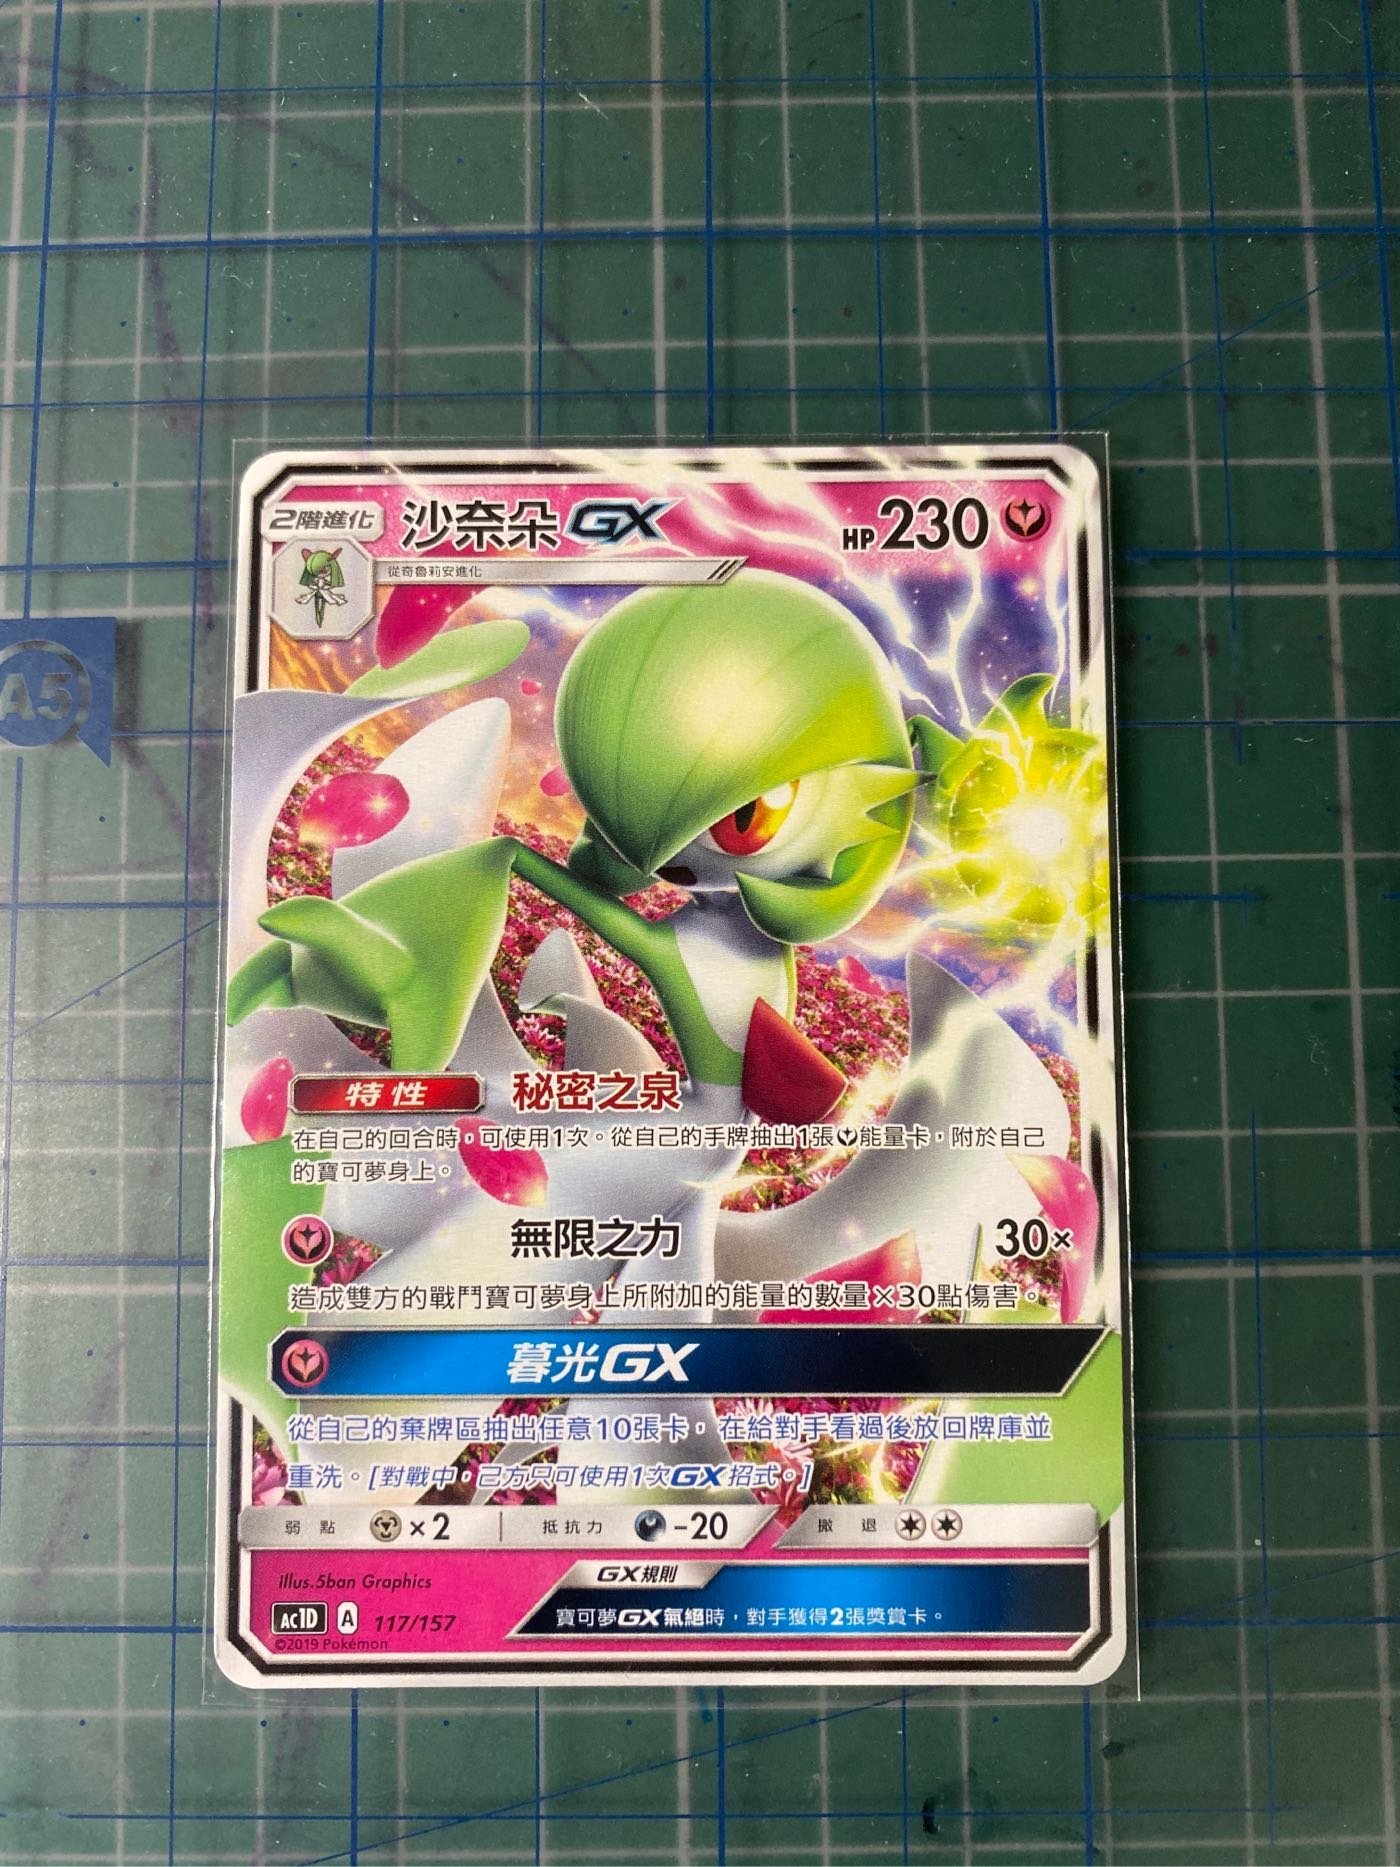 2階進化
沙奈朵GX
HP230
從奇魯莉安進化
A5
特性 秘密之泉
在自己的回合時,可使用1次。從自己的手牌抽出1張能量卡,附於自己
的寶可夢身上。
無限之力 30×
造成雙方的戰鬥寶可夢身上所附加的能量的數量×30點傷害。
暮光GX
從自己的棄牌區抽出任意10張卡,在給對手看過後放回牌庫並
重洗。[對戰中,己方只可使用1次GX招式。]
弱點 ×2 抵抗力 -20 撤退
illus.5ban Graphics
GX規則
AC1D A 117/157
寶可夢GX氣絕時,對手獲得2張獎賞卡。
©2019 Pokémon